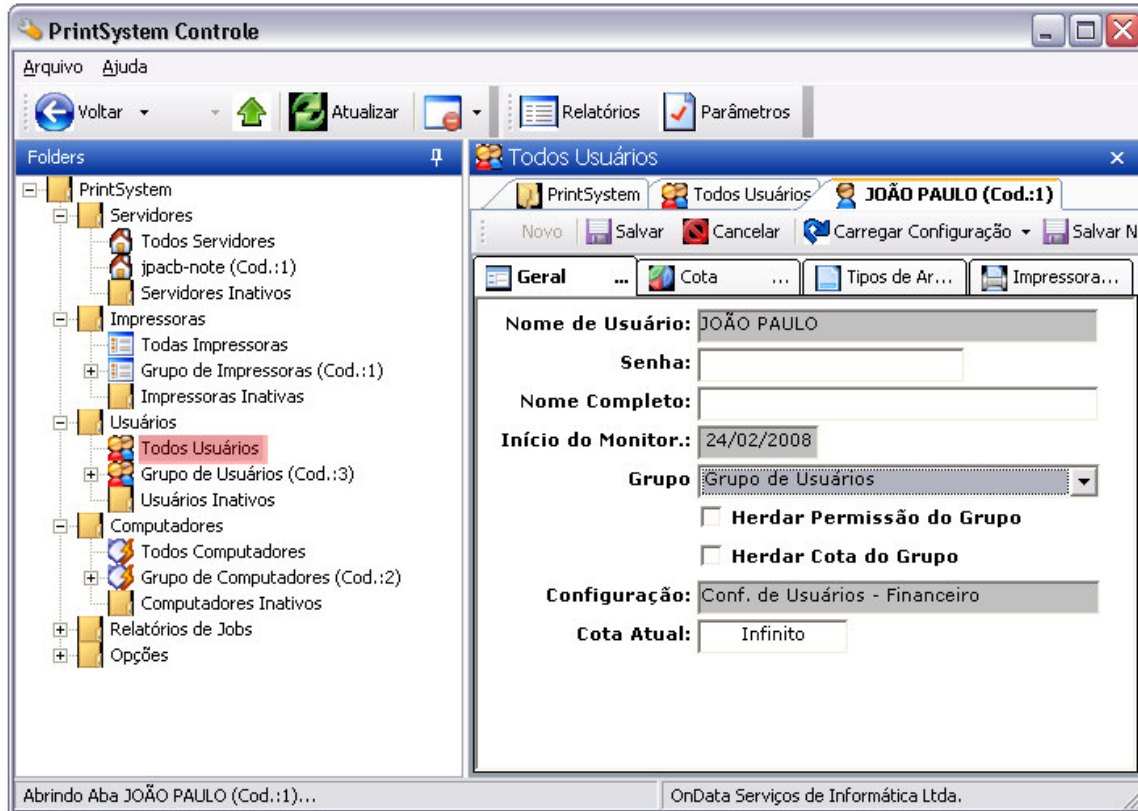 PrintSystem Controle
Arquivo Ajuda
Voltar Atualizar Relatórios Parâmetros
Folders
PrintSystem
Servidores
Todos Servidores
jpacb-note (Cod.:1)
Servidores Inativos
Impressoras
Todas Impressoras
Grupo de Impressoras (Cod.:1)
Impressoras Inativas
Usuários
Todos Usuários
Grupo de Usuários (Cod.:3)
Usuários Inativos
Computadores
Todos Computadores
Grupo de Computadores (Cod.:2)
Computadores Inativos
Relatórios de Jobs
Opções
Todos Usuários
PrintSystem Todos Usuários JOÃO PAULO (Cod.:1)
Novo Salvar Cancelar Carregar Configuração Salvar N
Geral ... Cota ... Tipos de Ar... Impressora...
Nome de Usuário: JOÃO PAULO
Senha:
Nome Completo:
Início do Monitor.: 24/02/2008
Grupo Grupo de Usuários
Herdar Permissão do Grupo
Herdar Cota do Grupo
Configuração: Conf. de Usuários - Financeiro
Cota Atual: Infinito
Abrindo Aba JOÃO PAULO (Cod.:1)... OnData Serviços de Informática Ltda.